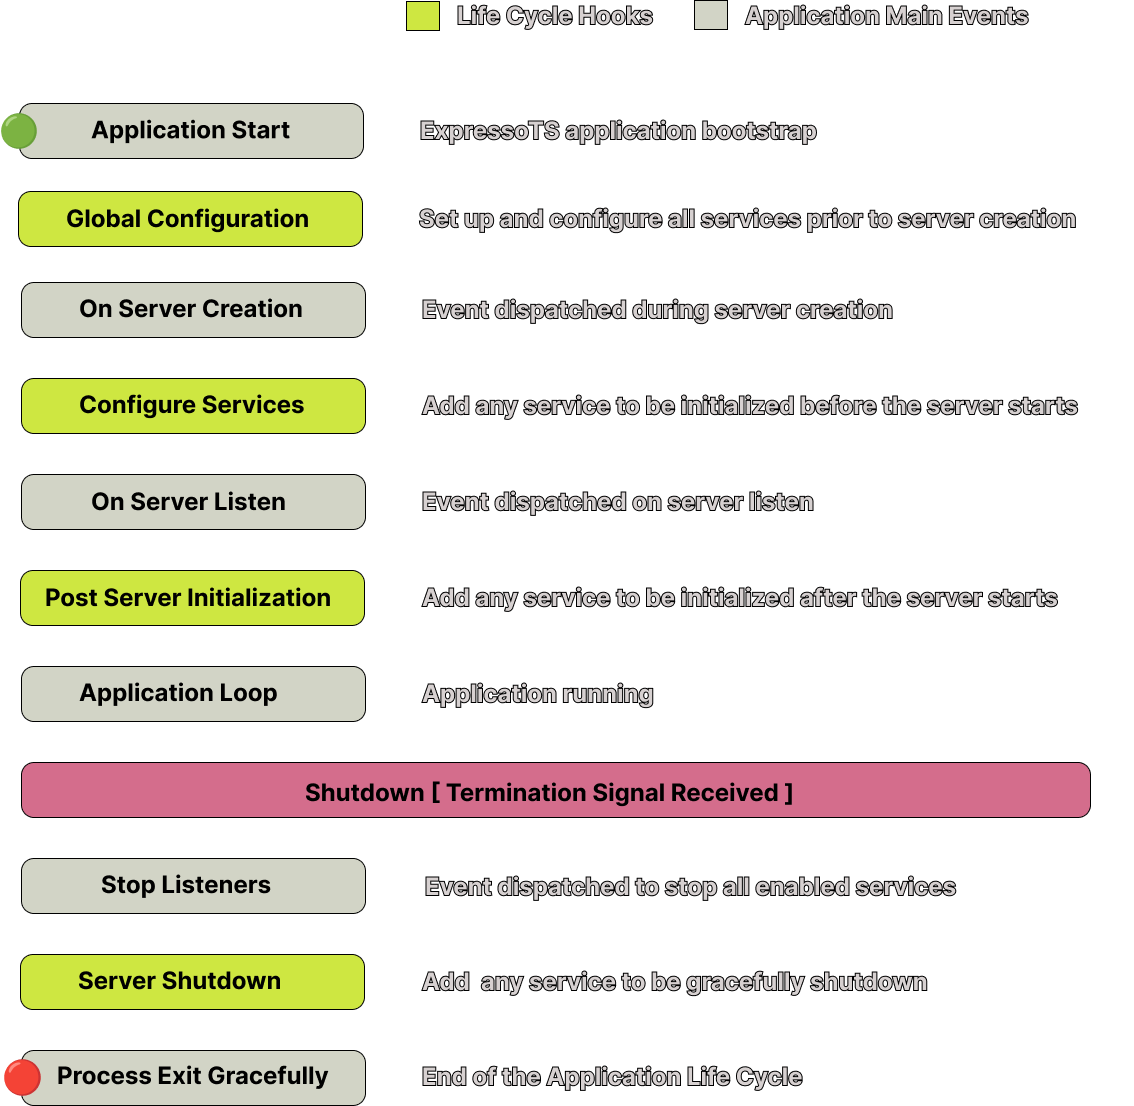 Life Cycle Hooks
Application Main Events
Application Start
ExpressoTS application bootstrap
Global Configuration
Set up and configure all services prior to server creation
On Server Creation
Event dispatched during server creation
Configure Services
Add any service to be initialized before the server starts
On Server Listen
Event dispatched on server listen
Post Server Initialization
Add any service to be initialized after the server starts
Application Loop
Application running
Shutdown [ Termination Signal Received ]
Stop Listeners
Event dispatched to stop all enabled services
Server Shutdown
Add  any service to be gracefully shutdown
Process Exit Gracefully
End of the Application Life Cycle